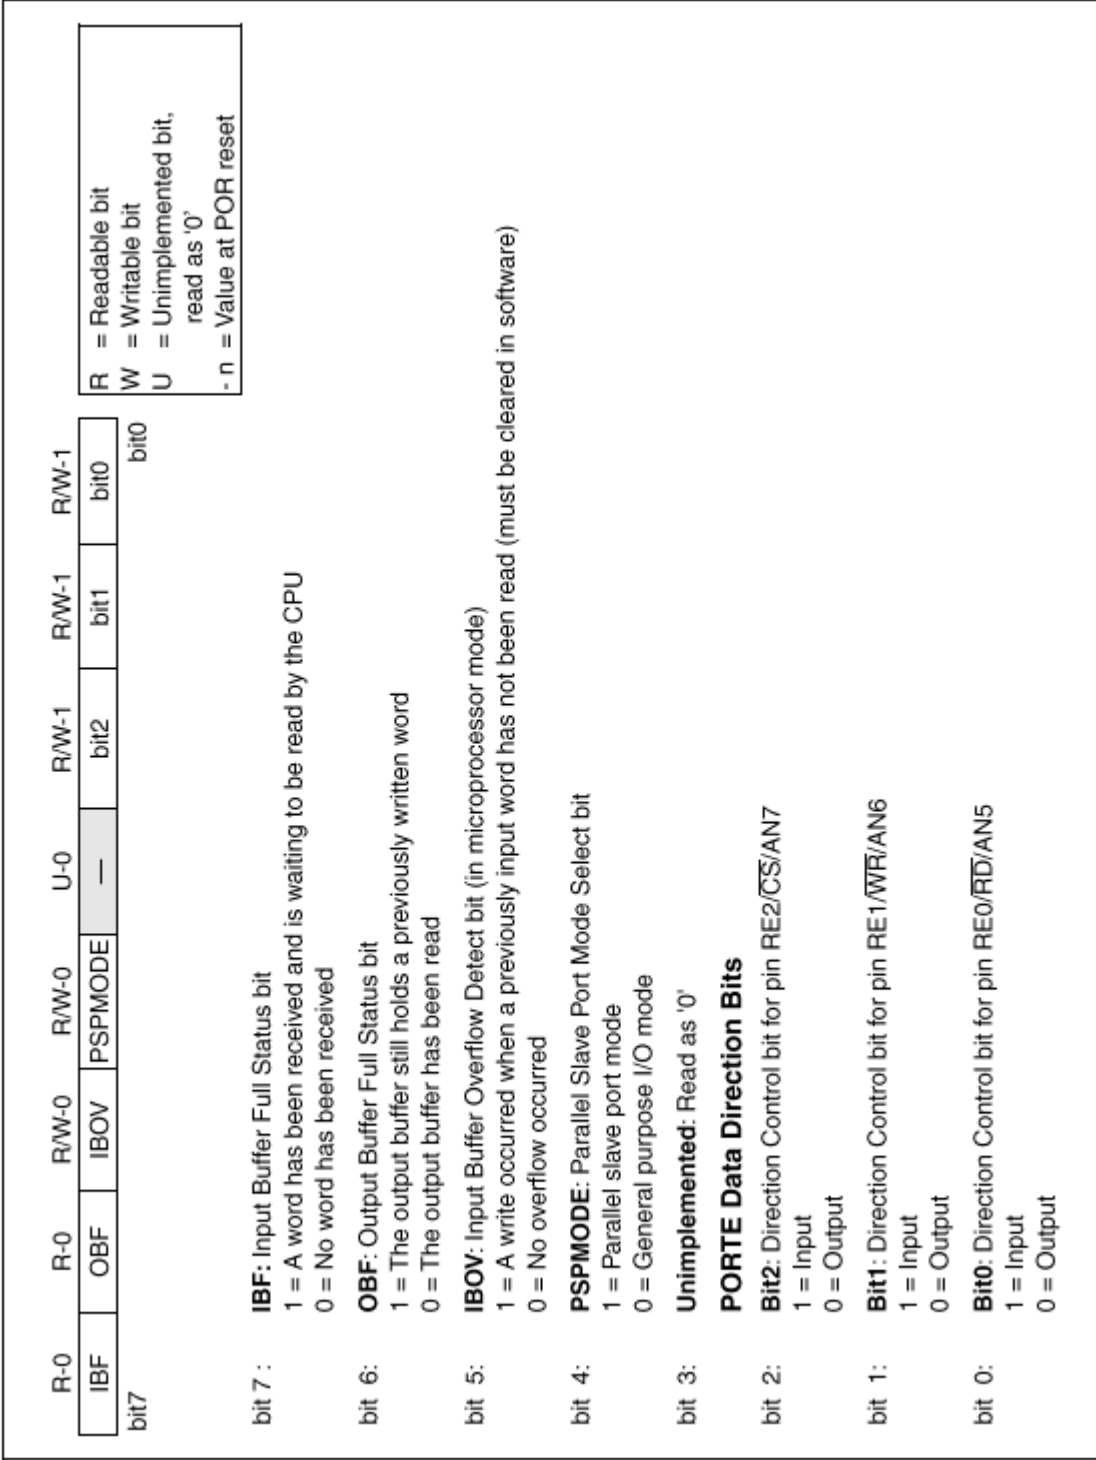 R-0 R-0 R/W-0 R/W-0 U-0 R/W-1 R/W-1 R/W-1
IBF OBF IBOV PSPMODE — bit2 bit1 bit0
bit7 bit0
R = Readable bit
W = Writable bit
U = Unimplemented bit,
read as '0'
- n = Value at POR reset
bit 7 : IBF: Input Buffer Full Status bit
1 = A word has been received and is waiting to be read by the CPU
0 = No word has been received
bit 6: OBF: Output Buffer Full Status bit
1 = The output buffer still holds a previously written word
0 = The output buffer has been read
bit 5: IBOV: Input Buffer Overflow Detect bit (in microprocessor mode)
1 = A write occurred when a previously input word has not been read (must be cleared in software)
0 = No overflow occurred
bit 4: PSPMODE: Parallel Slave Port Mode Select bit
1 = Parallel slave port mode
0 = General purpose I/O mode
bit 3: Unimplemented: Read as '0'
PORTE Data Direction Bits
bit 2: Bit2: Direction Control bit for pin RE2/C̅S̅/AN7
1 = Input
0 = Output
bit 1: Bit1: Direction Control bit for pin RE1/W̅R̅/AN6
1 = Input
0 = Output
bit 0: Bit0: Direction Control bit for pin RE0/R̅D̅/AN5
1 = Input
0 = Output